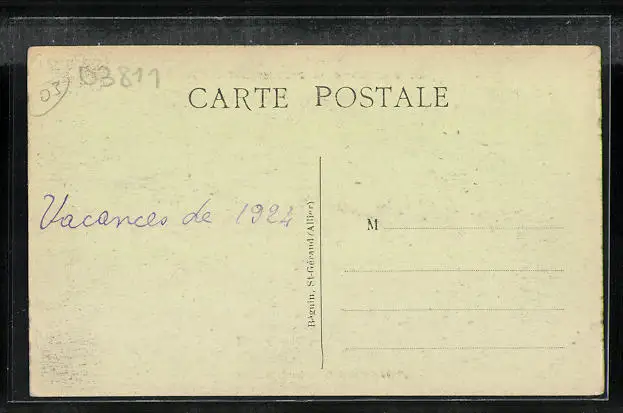 03
03811
CARTE POSTALE
Vacances de 1924
M
Béguin, St-Gérand (Allier)